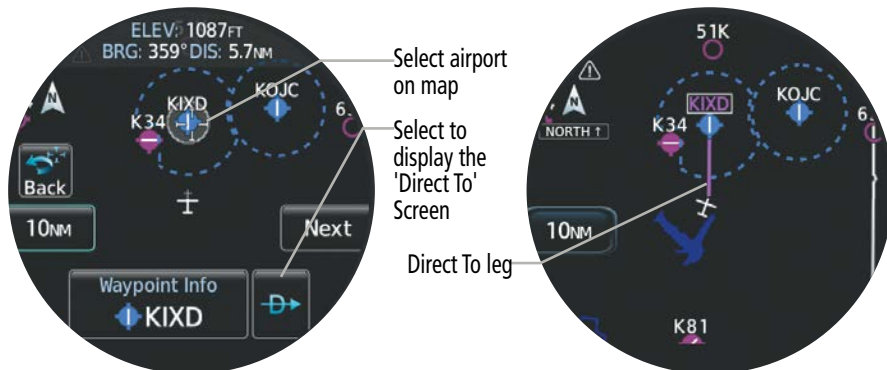 ELEV: 1087FT
BRG: 359° DIS: 5.7NM
KIXD
KOJC
K34
6
N
Back
10NM
Next
Waypoint Info
KIXD
D
Select airport
on map
Select to
display the
'Direct To'
Screen
Direct To leg
51K
KIXD
KOJC
K34
6
N
NORTH ↑
10NM
K81